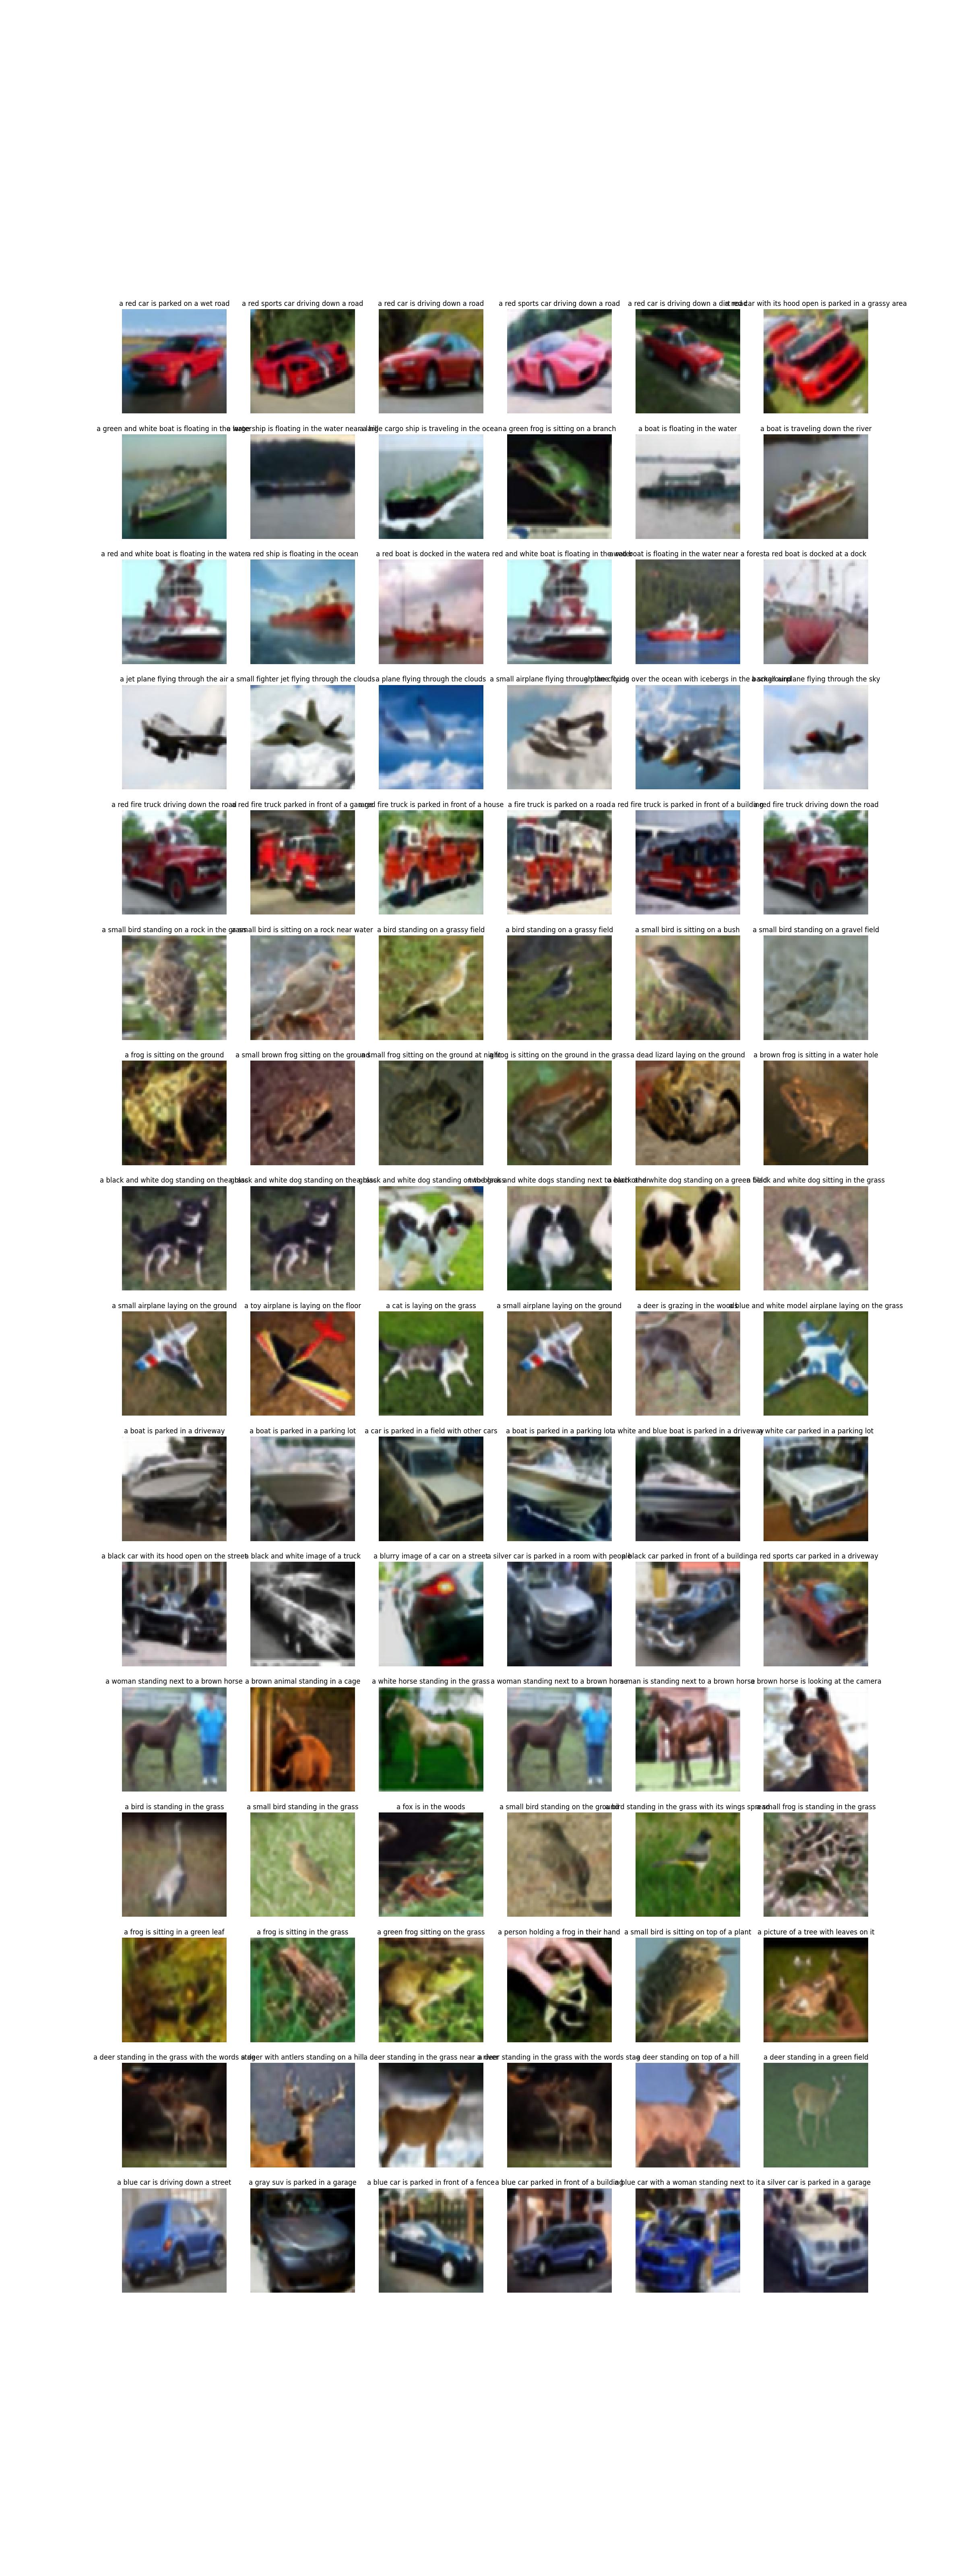 a red car is parked on a wet road
a red sports car driving down a road
a red car is driving down a road
a red sports car driving down a road
a red car is driving down a dirt road
a red car with its hood open is parked in a grassy area
a green and white boat is floating in the water
a large ship is floating in the water near a hill
a large cargo ship is traveling in the ocean
a green frog is sitting on a branch
a boat is floating in the water
a boat is traveling down the river
a red and white boat is floating in the water
a red ship is floating in the ocean
a red boat is docked in the water
a red and white boat is floating in the water
a red boat is floating in the water near a forest
a red boat is docked at a dock
a jet plane flying through the air
a small fighter jet flying through the clouds
a plane flying through the clouds
a small airplane flying through the clouds
a plane flying over the ocean with icebergs in the background
a small airplane flying through the sky
a red fire truck driving down the road
a red fire truck parked in front of a garage
a red fire truck is parked in front of a house
a fire truck is parked on a road
a red fire truck is parked in front of a building
a red fire truck driving down the road
a small bird standing on a rock in the grass
a small bird is sitting on a rock near water
a bird standing on a grassy field
a bird standing on a grassy field
a small bird is sitting on a bush
a small bird standing on a gravel field
a frog is sitting on the ground
a small brown frog sitting on the ground
a small frog sitting on the ground at night
a frog is sitting on the ground in the grass
a dead lizard laying on the ground
a brown frog is sitting in a water hole
a black and white dog standing on the grass
a black and white dog standing on the grass
a black and white dog standing on the grass
two black and white dogs standing next to each other
a black and white dog standing on a green field
a black and white dog sitting in the grass
a small airplane laying on the ground
a toy airplane is laying on the floor
a cat is laying on the grass
a small airplane laying on the ground
a deer is grazing in the woods
a blue and white model airplane laying on the grass
a boat is parked in a driveway
a boat is parked in a parking lot
a car is parked in a field with other cars
a boat is parked in a parking lot
a white and blue boat is parked in a driveway
a white car parked in a parking lot
a black car with its hood open on the street
a black and white image of a truck
a blurry image of a car on a street
a silver car is parked in a room with people
a black car parked in front of a building
a red sports car parked in a driveway
a woman standing next to a brown horse
a brown animal standing in a cage
a white horse standing in the grass
a woman standing next to a brown horse
a man is standing next to a brown horse
a brown horse is looking at the camera
a bird is standing in the grass
a small bird standing in the grass
a fox is in the woods
a small bird standing on the ground
a bird standing in the grass with its wings spread
a small frog is standing in the grass
a frog is sitting in a green leaf
a frog is sitting in the grass
a green frog sitting on the grass
a person holding a frog in their hand
a small bird is sitting on top of a plant
a picture of a tree with leaves on it
a deer standing in the grass with the words stag
a deer with antlers standing on a hill
a deer standing in the grass near a river
a deer standing in the grass with the words stag
a deer standing on top of a hill
a deer standing in a green field
a blue car is driving down a street
a gray suv is parked in a garage
a blue car is parked in front of a fence
a blue car parked in front of a building
a blue car with a woman standing next to it
a silver car is parked in a garage